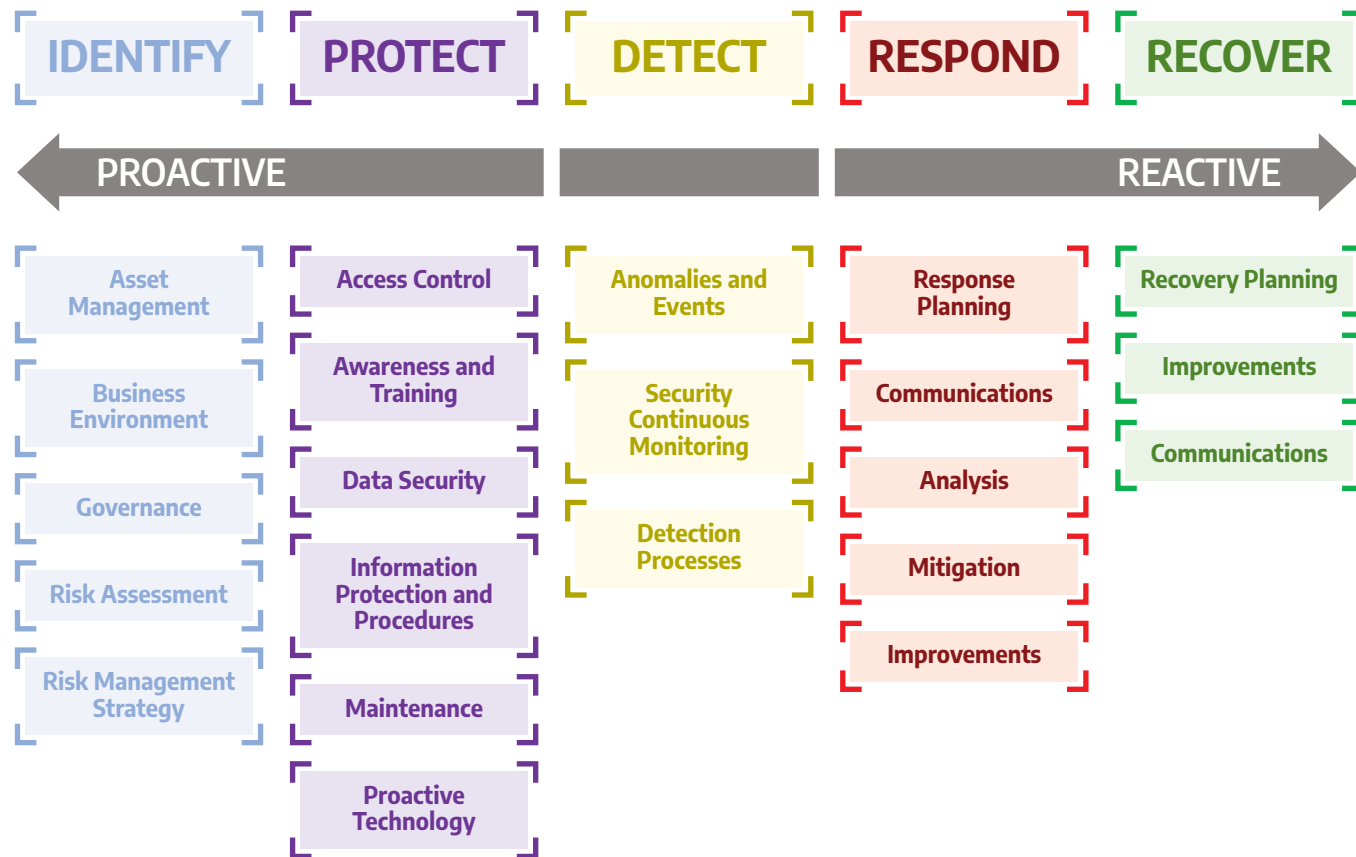 IDENTIFY
PROTECT
DETECT
RESPOND
RECOVER
PROACTIVE
REACTIVE
Asset
Management
Business
Environment
Governance
Risk Assessment
Risk Management
Strategy
Access Control
Awareness and
Training
Data Security
Information
Protection and
Procedures
Maintenance
Proactive
Technology
Anomalies and
Events
Security
Continuous
Monitoring
Detection
Processes
Response
Planning
Communications
Analysis
Mitigation
Improvements
Recovery Planning
Improvements
Communications